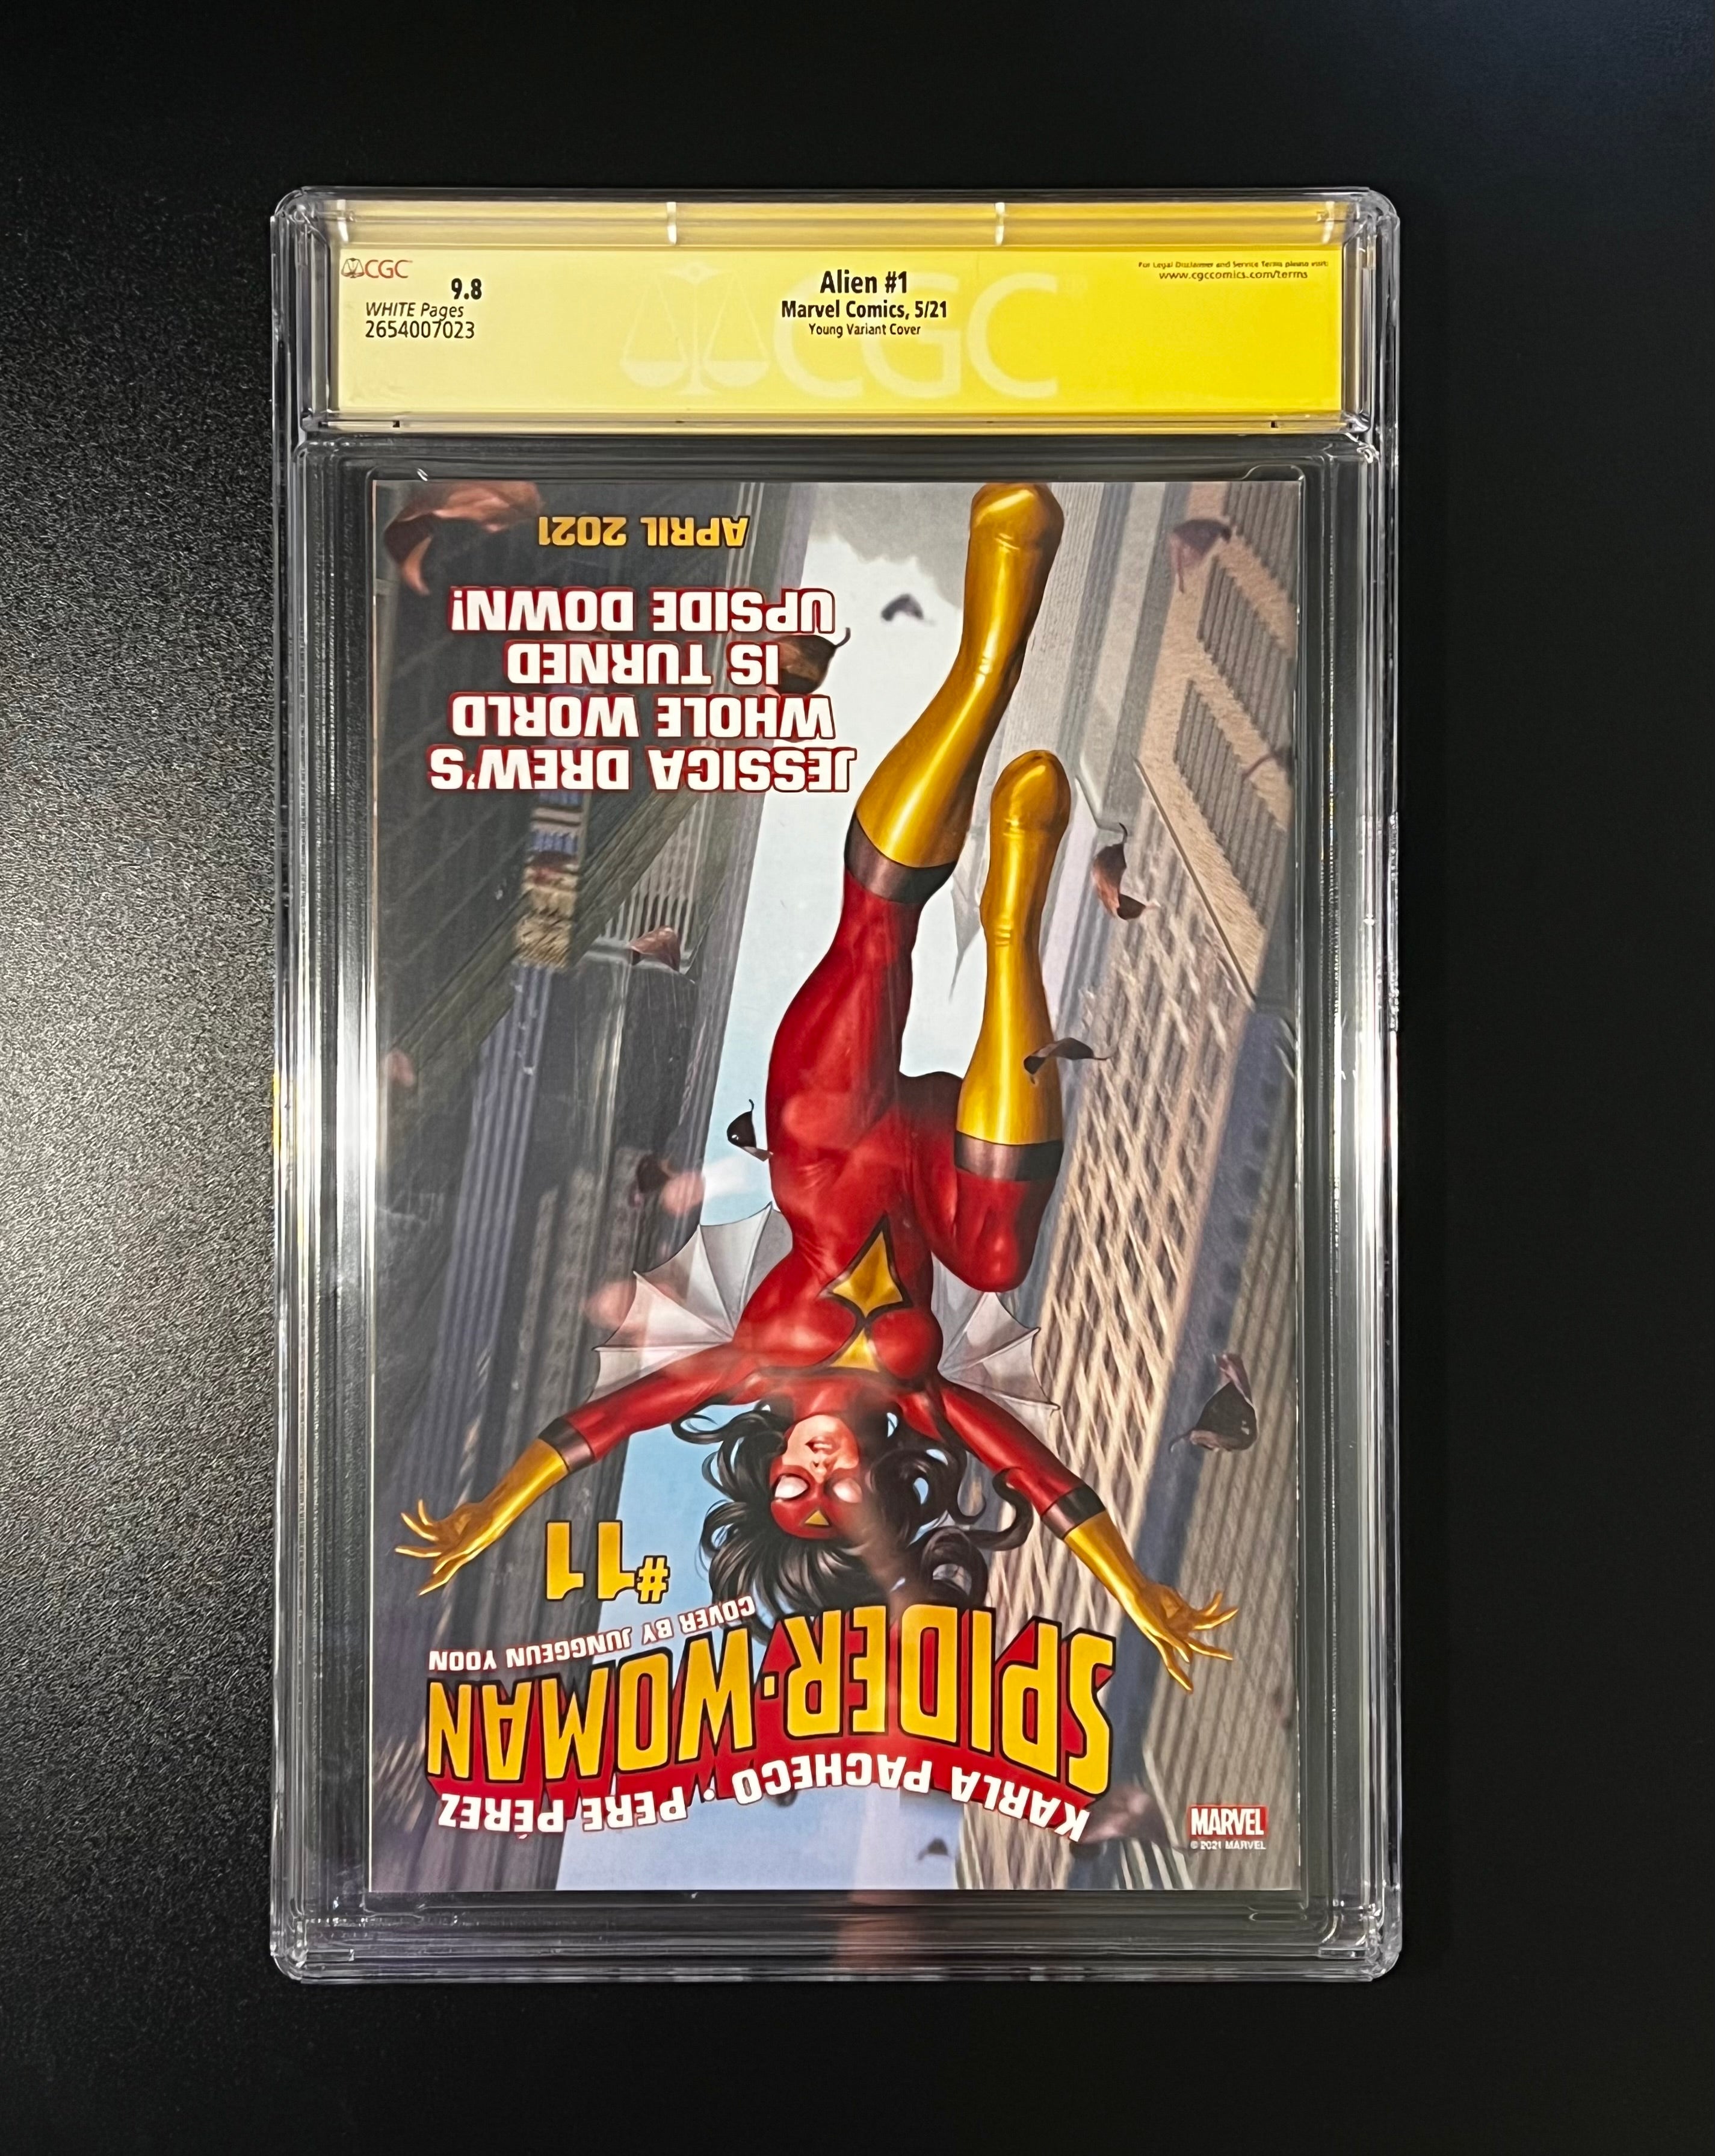 CGC
9.8
WHITE Pages
2654007023
Alien #1
Marvel Comics, 5/21
Young Variant Cover
For Legal Disclaimer and Service Terms please visit:
www.cgccomics.com/terms
CGC
KARLA PACHECO • PERE PÉREZ
SPIDER-WOMAN
COVER BY JUNGGEUN YOON
#11
JESSICA DREW'S
WHOLE WORLD
IS TURNED
UPSIDE DOWN!
APRIL 2021
MARVEL
© 2021 MARVEL